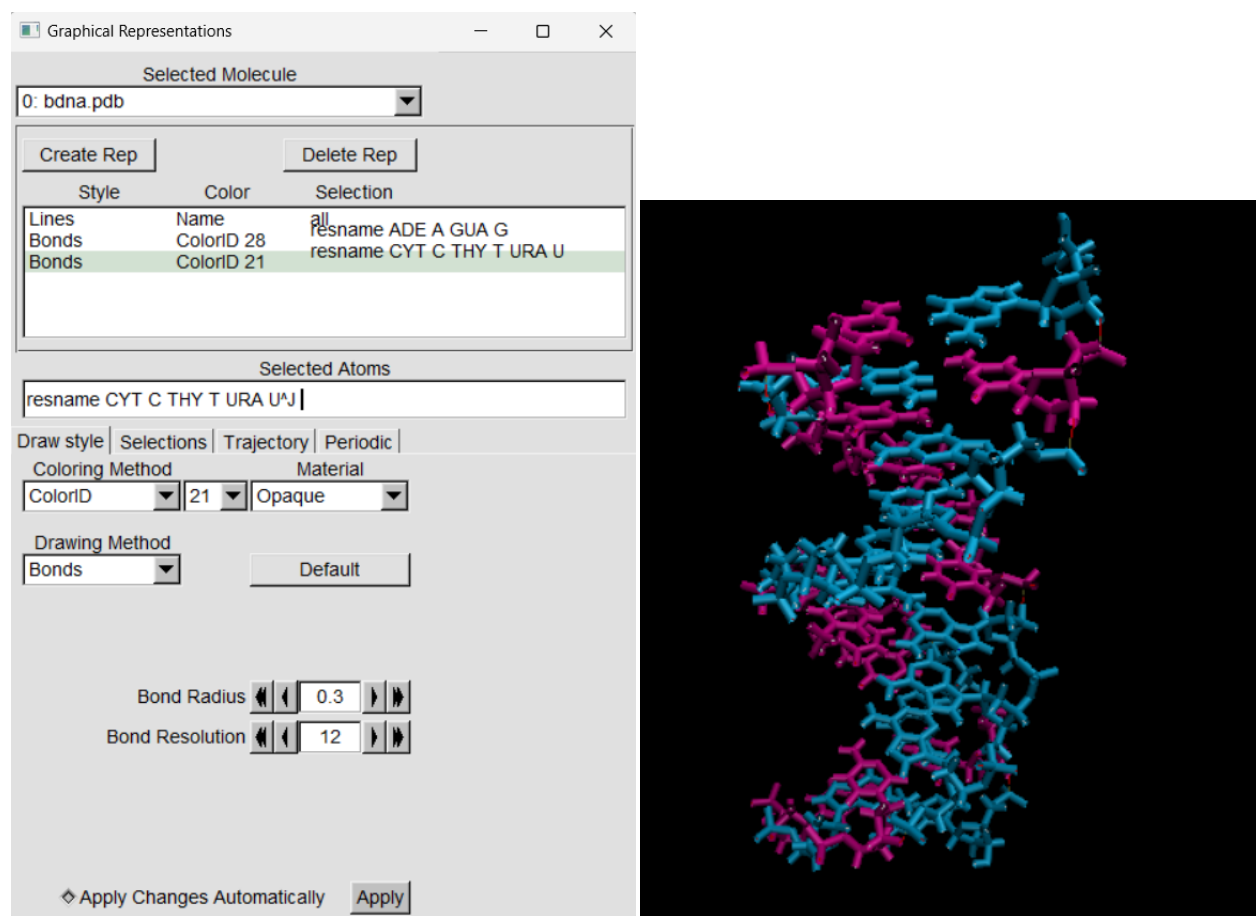 Graphical Representations
Selected Molecule
0: bdna.pdb
Create Rep Delete Rep
Style Color Selection
Lines Name all
Bonds ColorID 28 resname ADE A GUA G
Bonds ColorID 21 resname CYT C THY T URA U
Selected Atoms
resname CYT C THY T URA U^J
Draw style Selections Trajectory Periodic
Coloring Method Material
ColorID 21 Opaque
Drawing Method
Bonds Default
Bond Radius 0.3
Bond Resolution 12
Apply Changes Automatically Apply